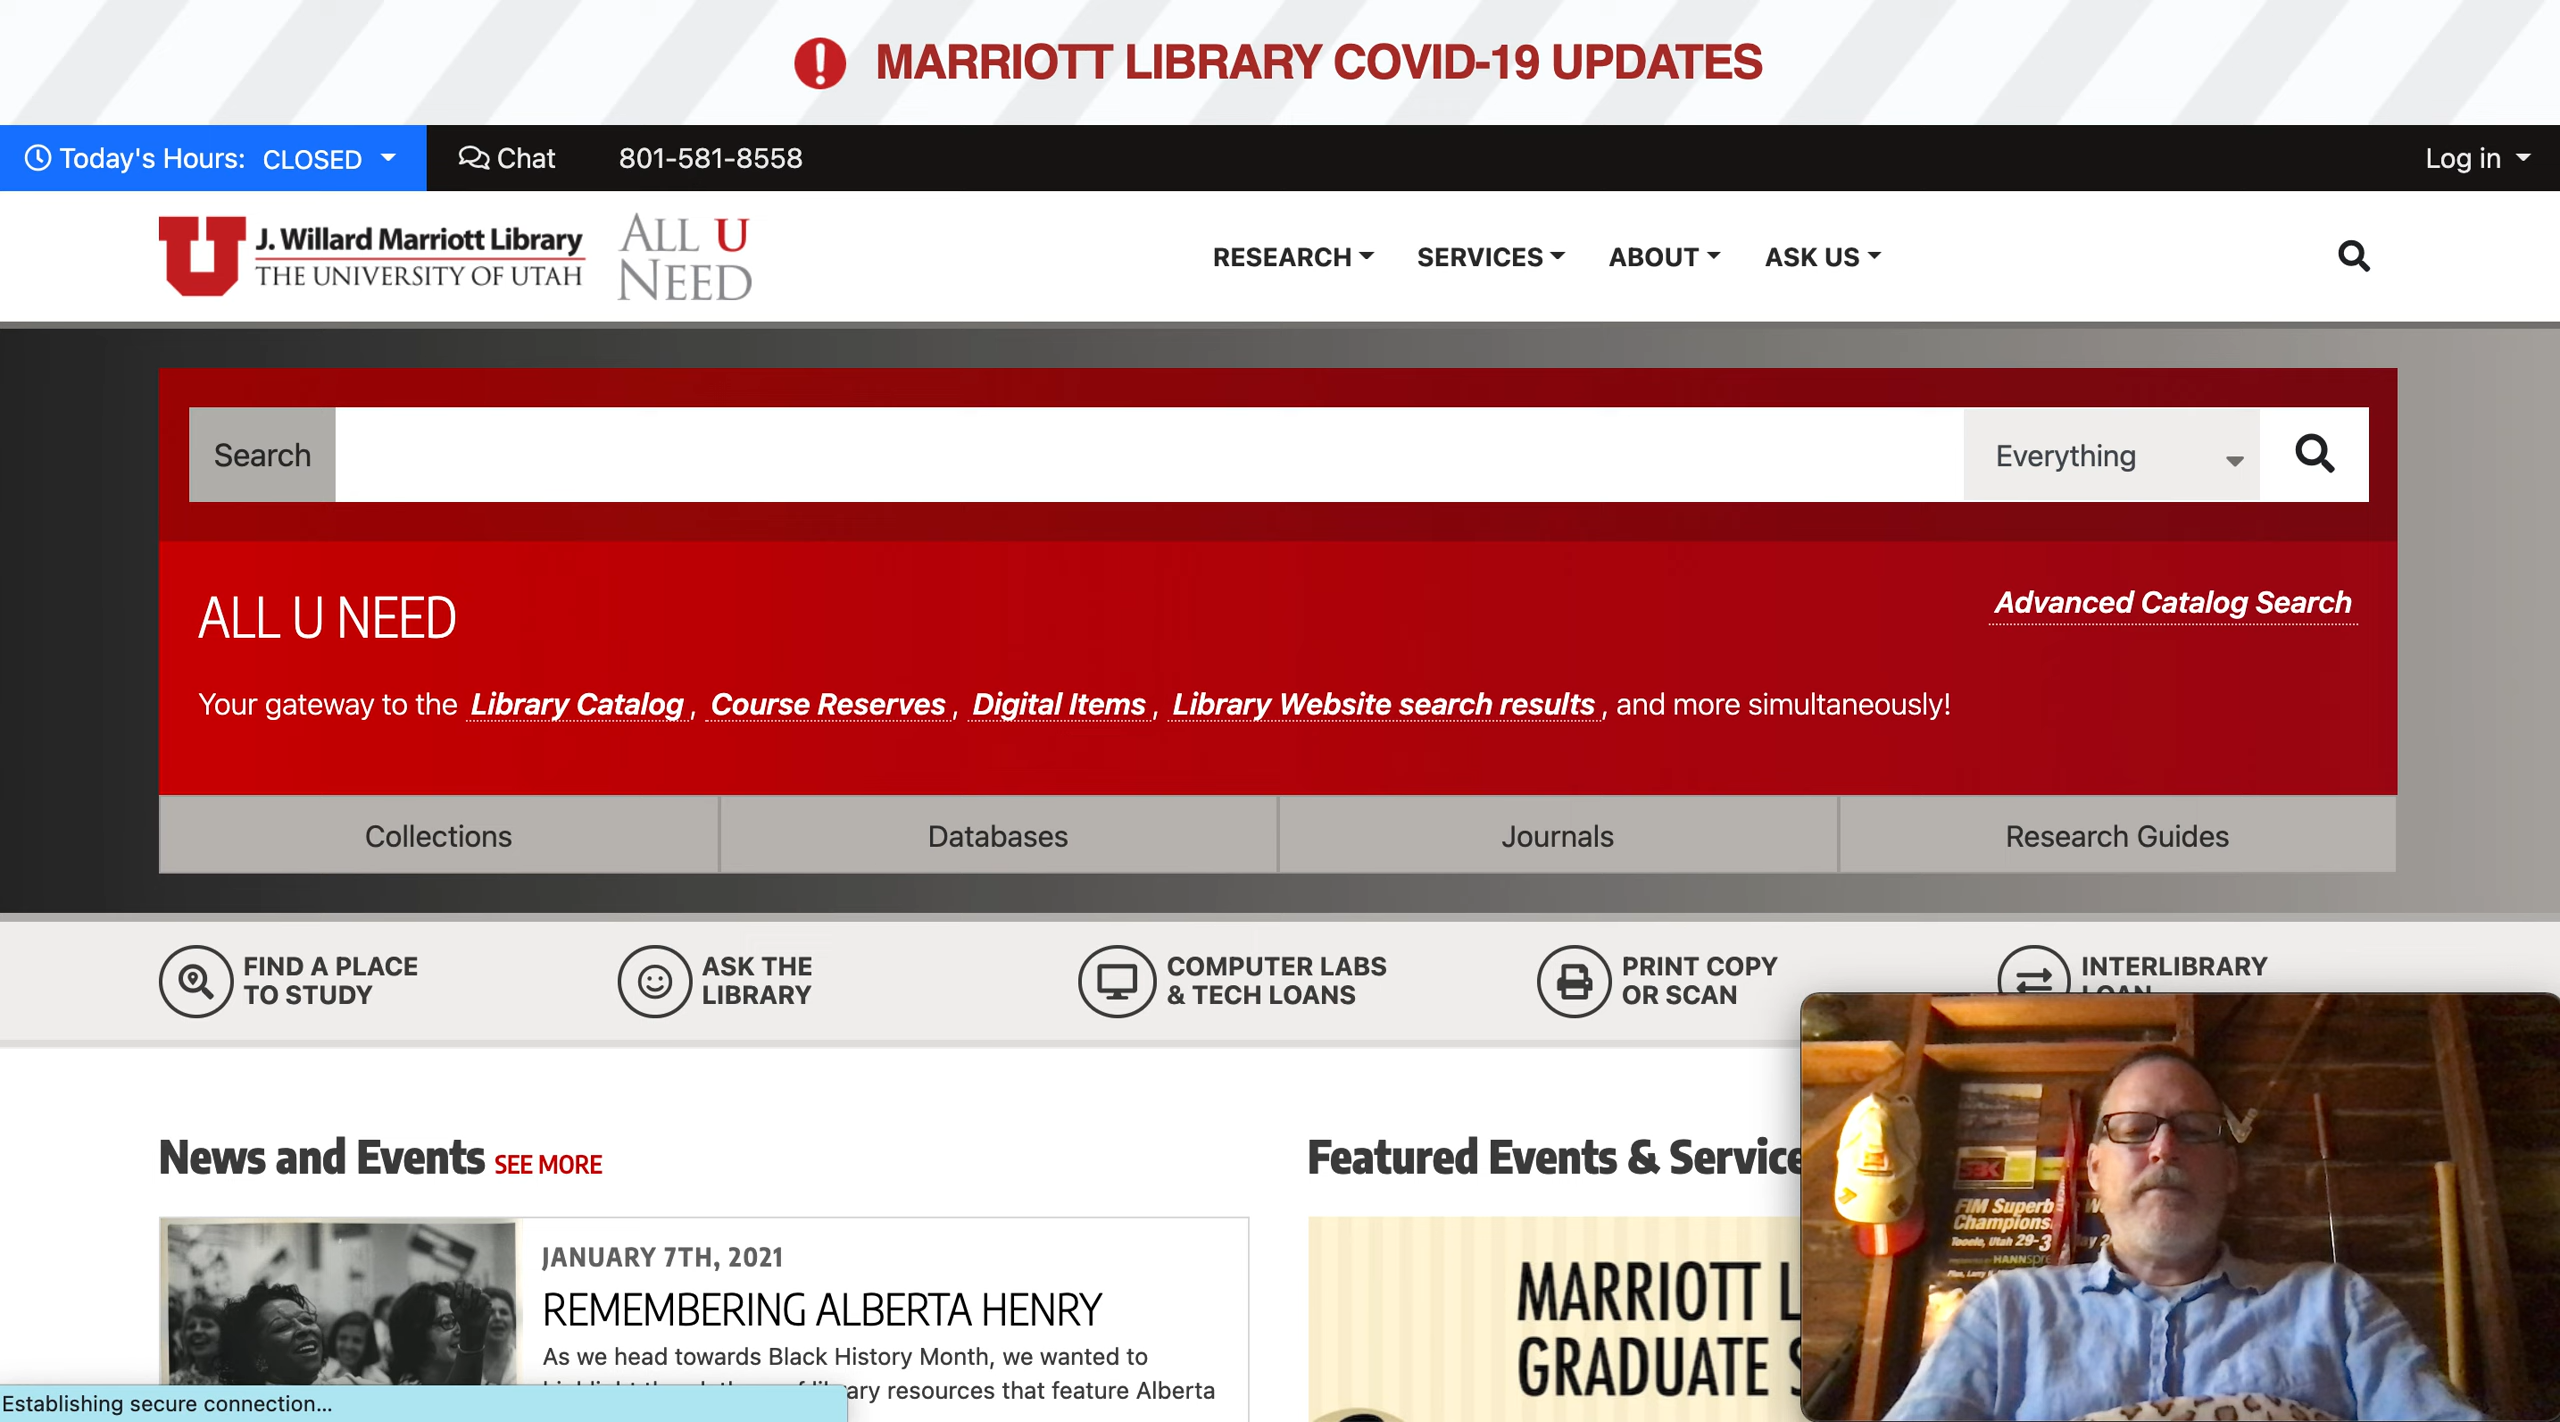 MARRIOTT LIBRARY COVID-19 UPDATES
Today's Hours: CLOSED Chat 801-581-8558 Log in
J. Willard Marriott Library
THE UNIVERSITY OF UTAH
ALL U
NEED
RESEARCH SERVICES ABOUT ASK US
Search Everything
ALL U NEED
Advanced Catalog Search
Your gateway to the Library Catalog, Course Reserves, Digital Items, Library Website search results, and more simultaneously!
Collections Databases Journals Research Guides
FIND A PLACE
TO STUDY
ASK THE
LIBRARY
COMPUTER LABS
& TECH LOANS
PRINT COPY
OR SCAN
INTERLIBRARY
LOAN
News and Events SEE MORE
Featured Events & Service
JANUARY 7TH, 2021
REMEMBERING ALBERTA HENRY
As we head towards Black History Month, we wanted to
resources that feature Alberta
MARRIOTT L
GRADUATE S
SBK
FIM Superb
Champions
Tooele, Utah 29-3
HANNspre
Establishing secure connection...